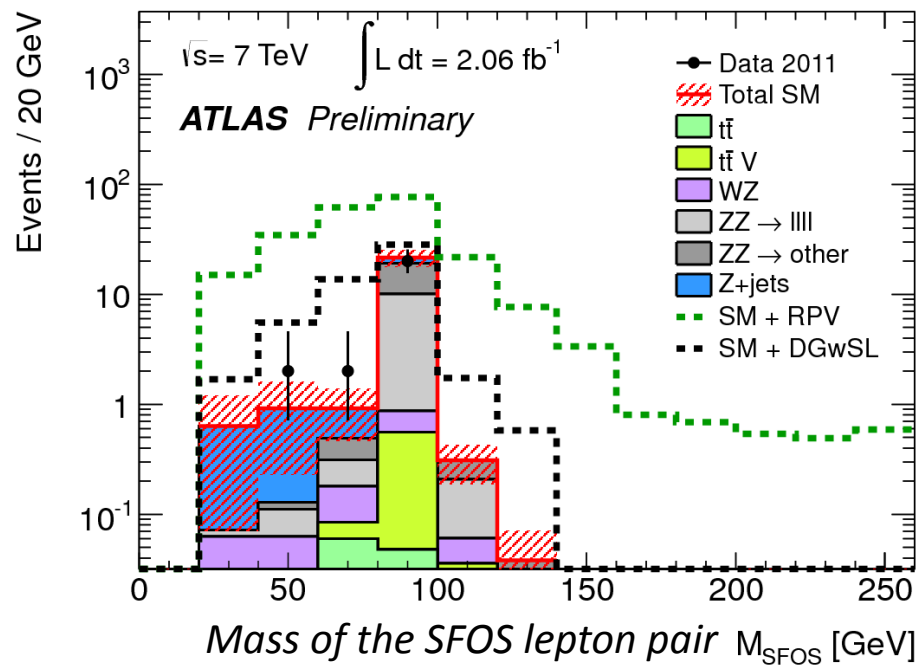 Events / 20 GeV
10³
10²
10
1
10⁻¹
√s= 7 TeV ∫ L dt = 2.06 fb⁻¹
ATLAS Preliminary
Data 2011
Total SM
tt̄
tt̄ V
WZ
ZZ → llll
ZZ → other
Z+jets
SM + RPV
SM + DGwSL
0 50 100 150 200 250
Mass of the SFOS lepton pair M_SFOS [GeV]